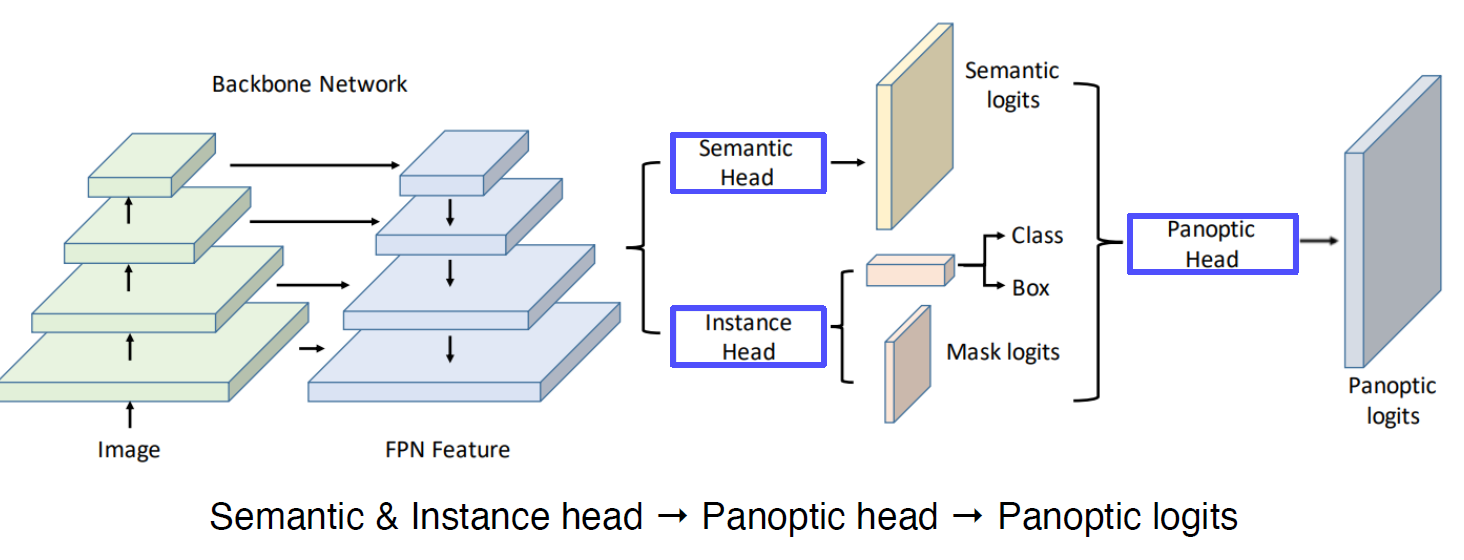 Backbone Network
Semantic
logits
Semantic
Head
Class
Box
Panoptic
Head
Instance
Head
Mask logits
Panoptic
logits
Image
FPN Feature
Semantic & Instance head → Panoptic head → Panoptic logits